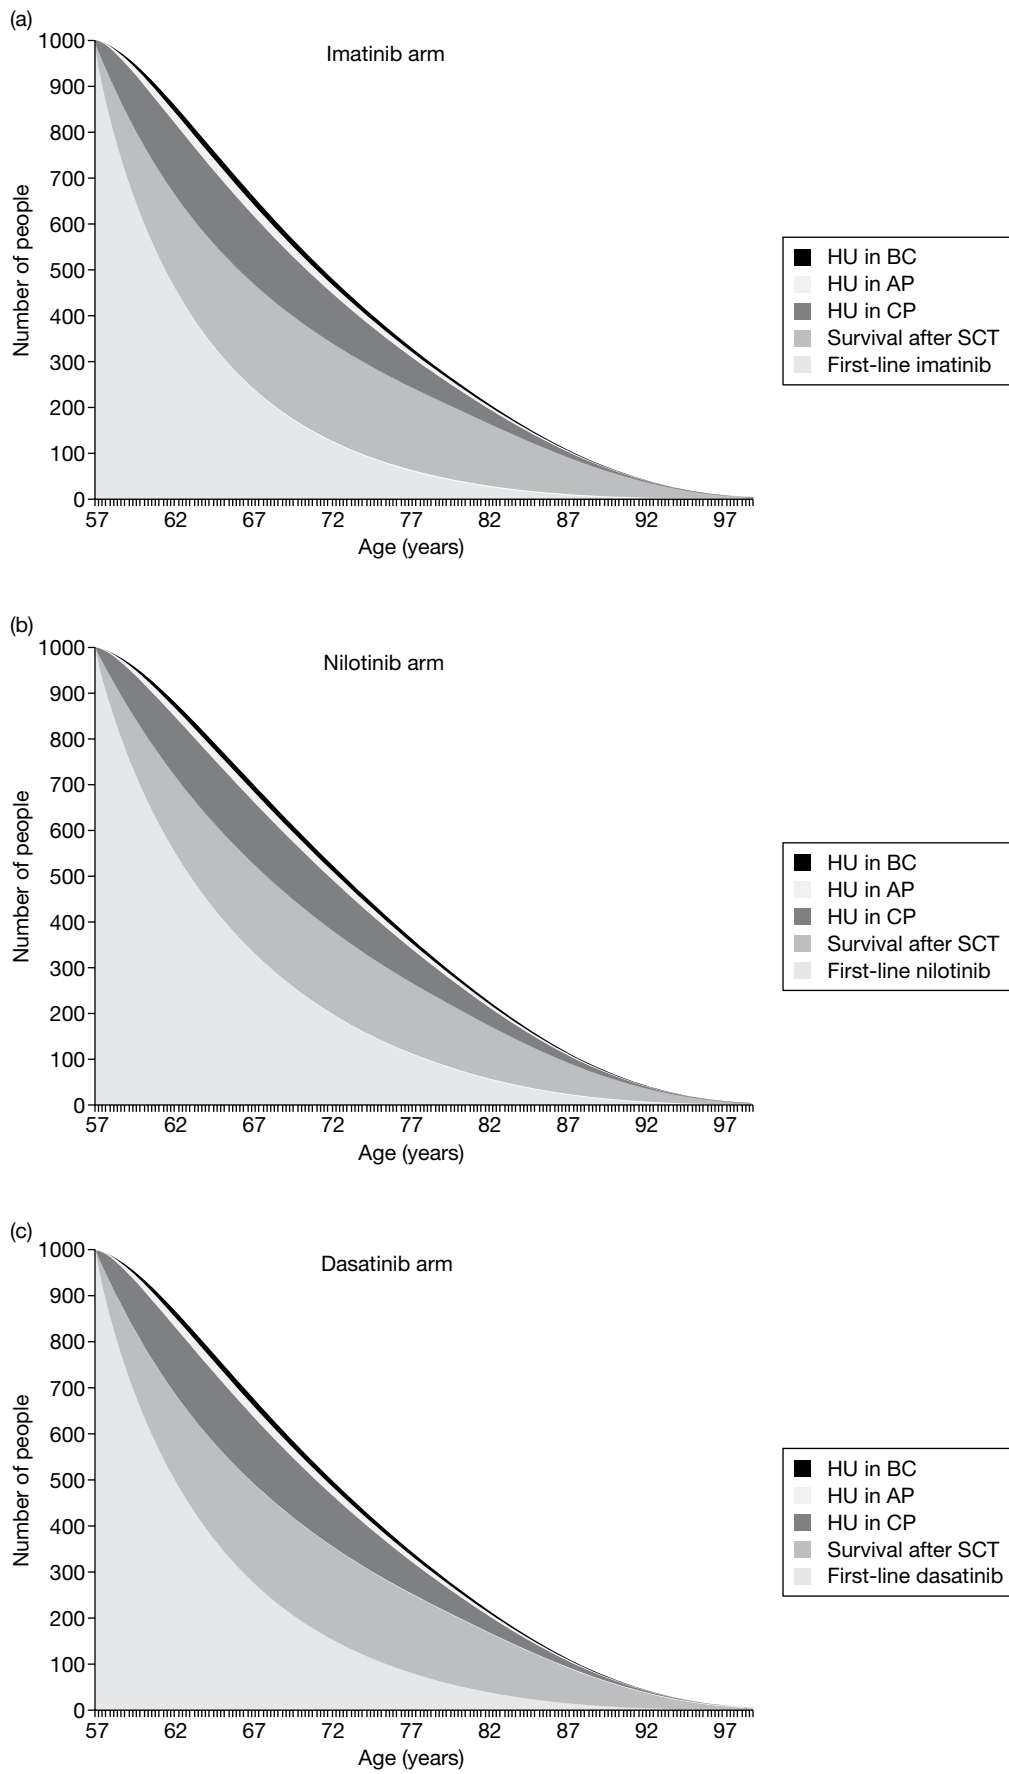 (a)
Imatinib arm
1000
900
800
700
600
500
400
300
200
100
0
Number of people
57 62 67 72 77 82 87 92 97
Age (years)
HU in BC
HU in AP
HU in CP
Survival after SCT
First-line imatinib
(b)
Nilotinib arm
1000
900
800
700
600
500
400
300
200
100
0
Number of people
57 62 67 72 77 82 87 92 97
Age (years)
HU in BC
HU in AP
HU in CP
Survival after SCT
First-line nilotinib
(c)
Dasatinib arm
1000
900
800
700
600
500
400
300
200
100
0
Number of people
57 62 67 72 77 82 87 92 97
Age (years)
HU in BC
HU in AP
HU in CP
Survival after SCT
First-line dasatinib